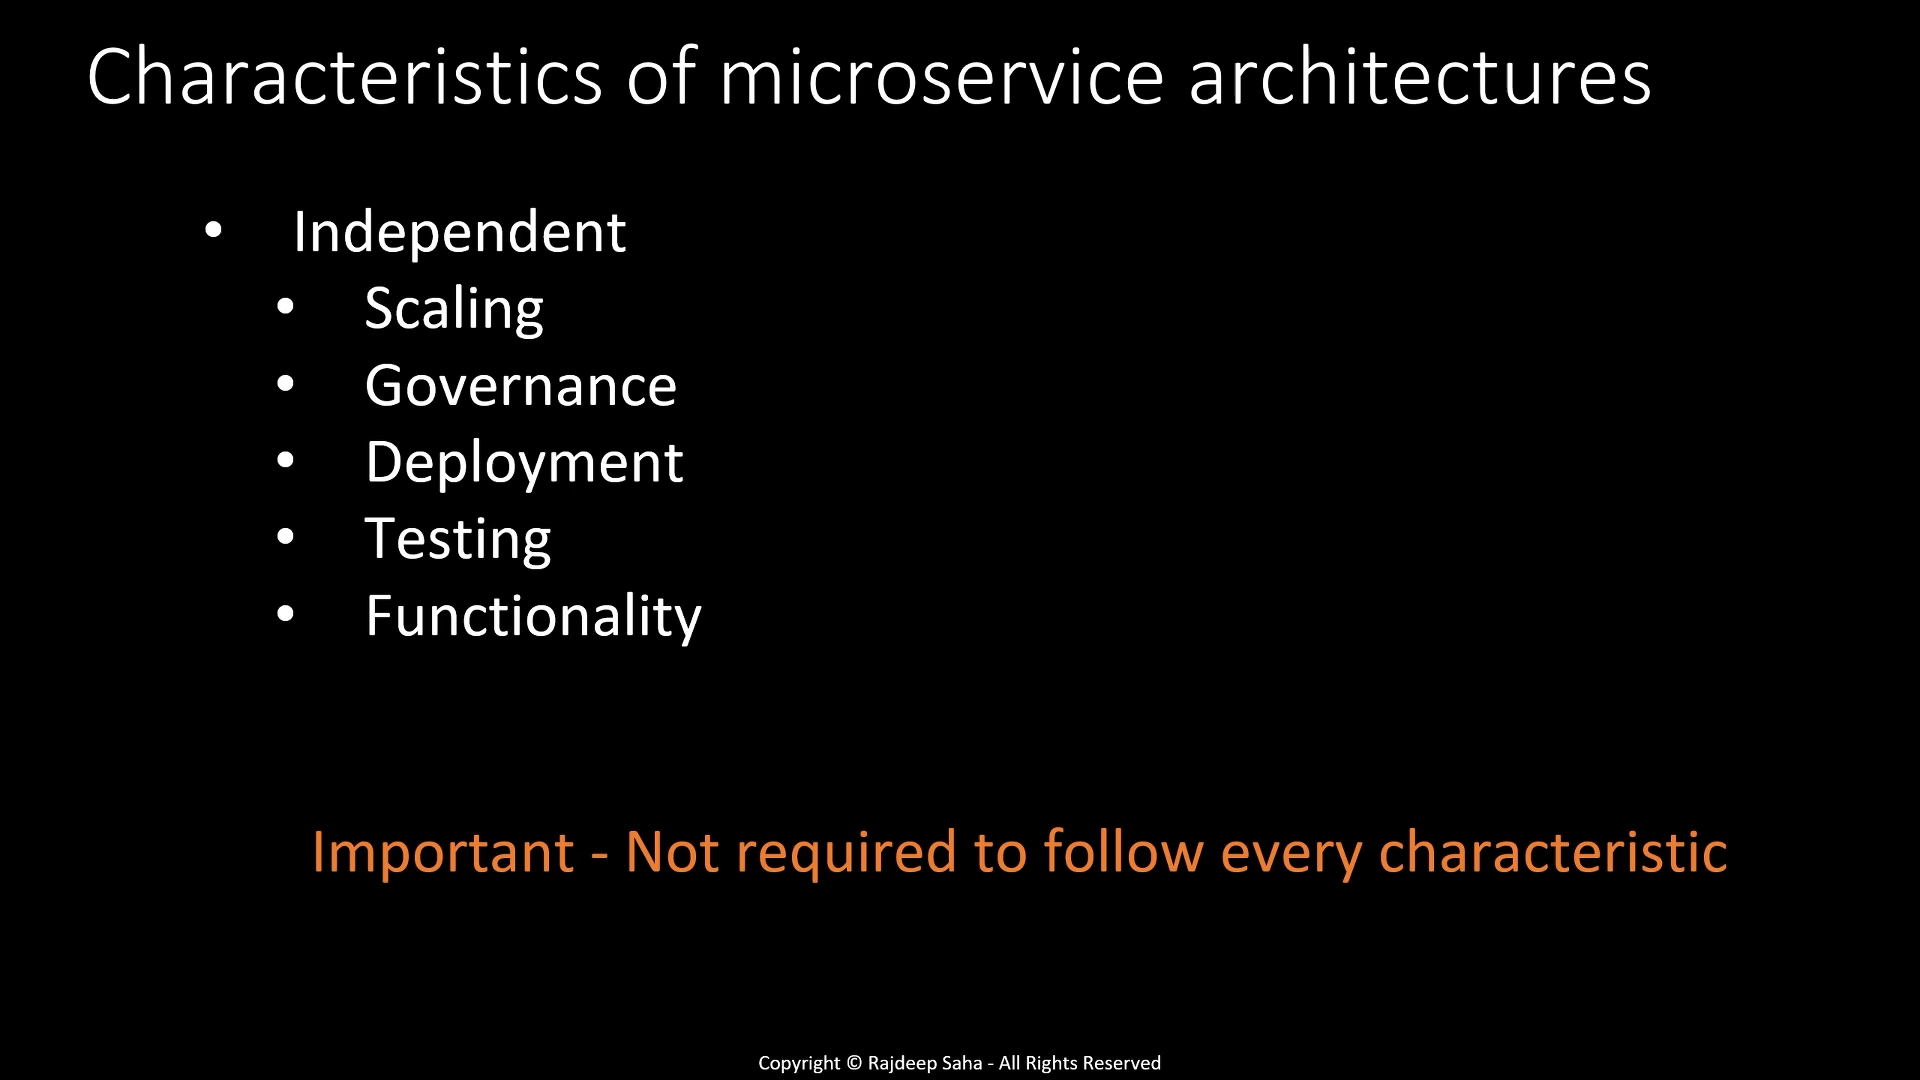 Characteristics of microservice architectures
• Independent
• Scaling
• Governance
• Deployment
• Testing
• Functionality
Important - Not required to follow every characteristic
Copyright © Rajdeep Saha - All Rights Reserved